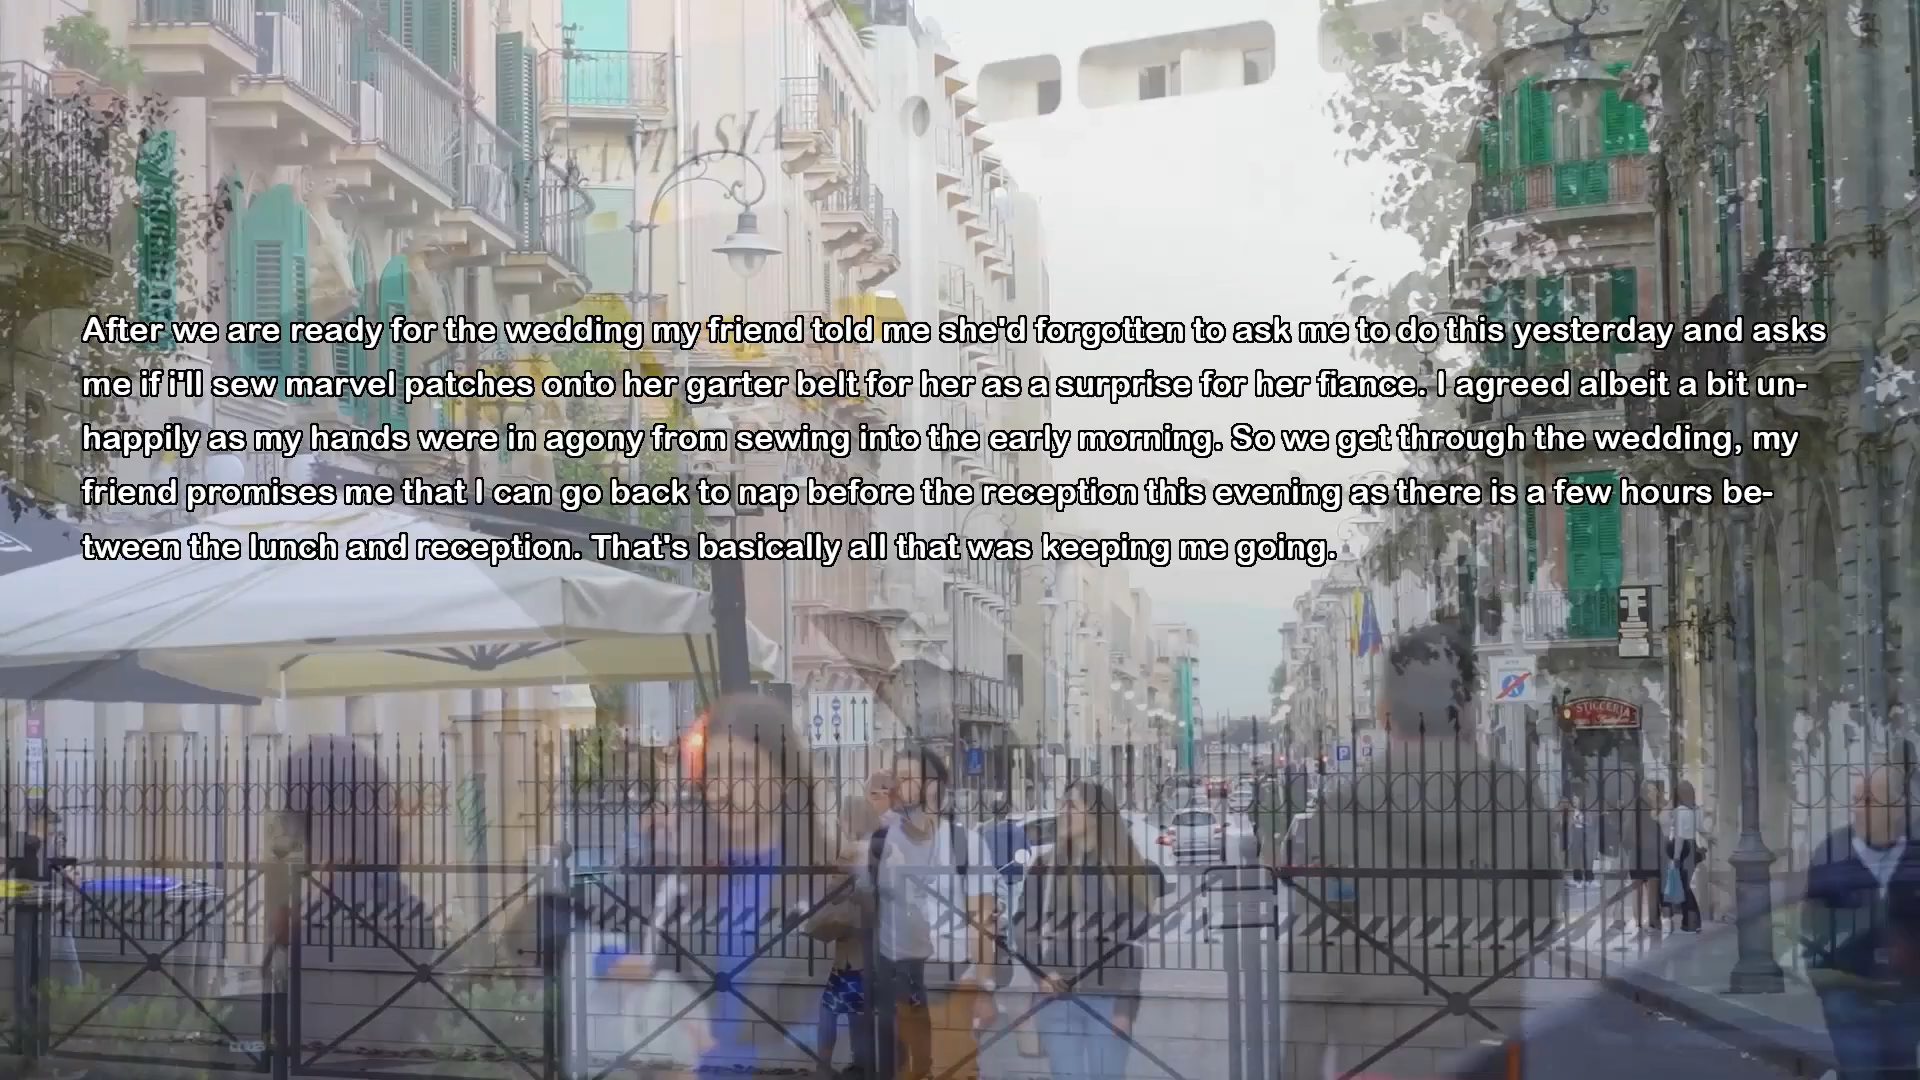 FANTASIA
After we are ready for the wedding my friend told me she'd forgotten to ask me to do this yesterday and asks
me if i'll sew marvel patches onto her garter belt for her as a surprise for her fiance. I agreed albeit a bit un-
happily as my hands were in agony from sewing into the early morning. So we get through the wedding, my
friend promises me that I can go back to nap before the reception this evening as there is a few hours be-
tween the lunch and reception. That's basically all that was keeping me going.
P
STICCERIA